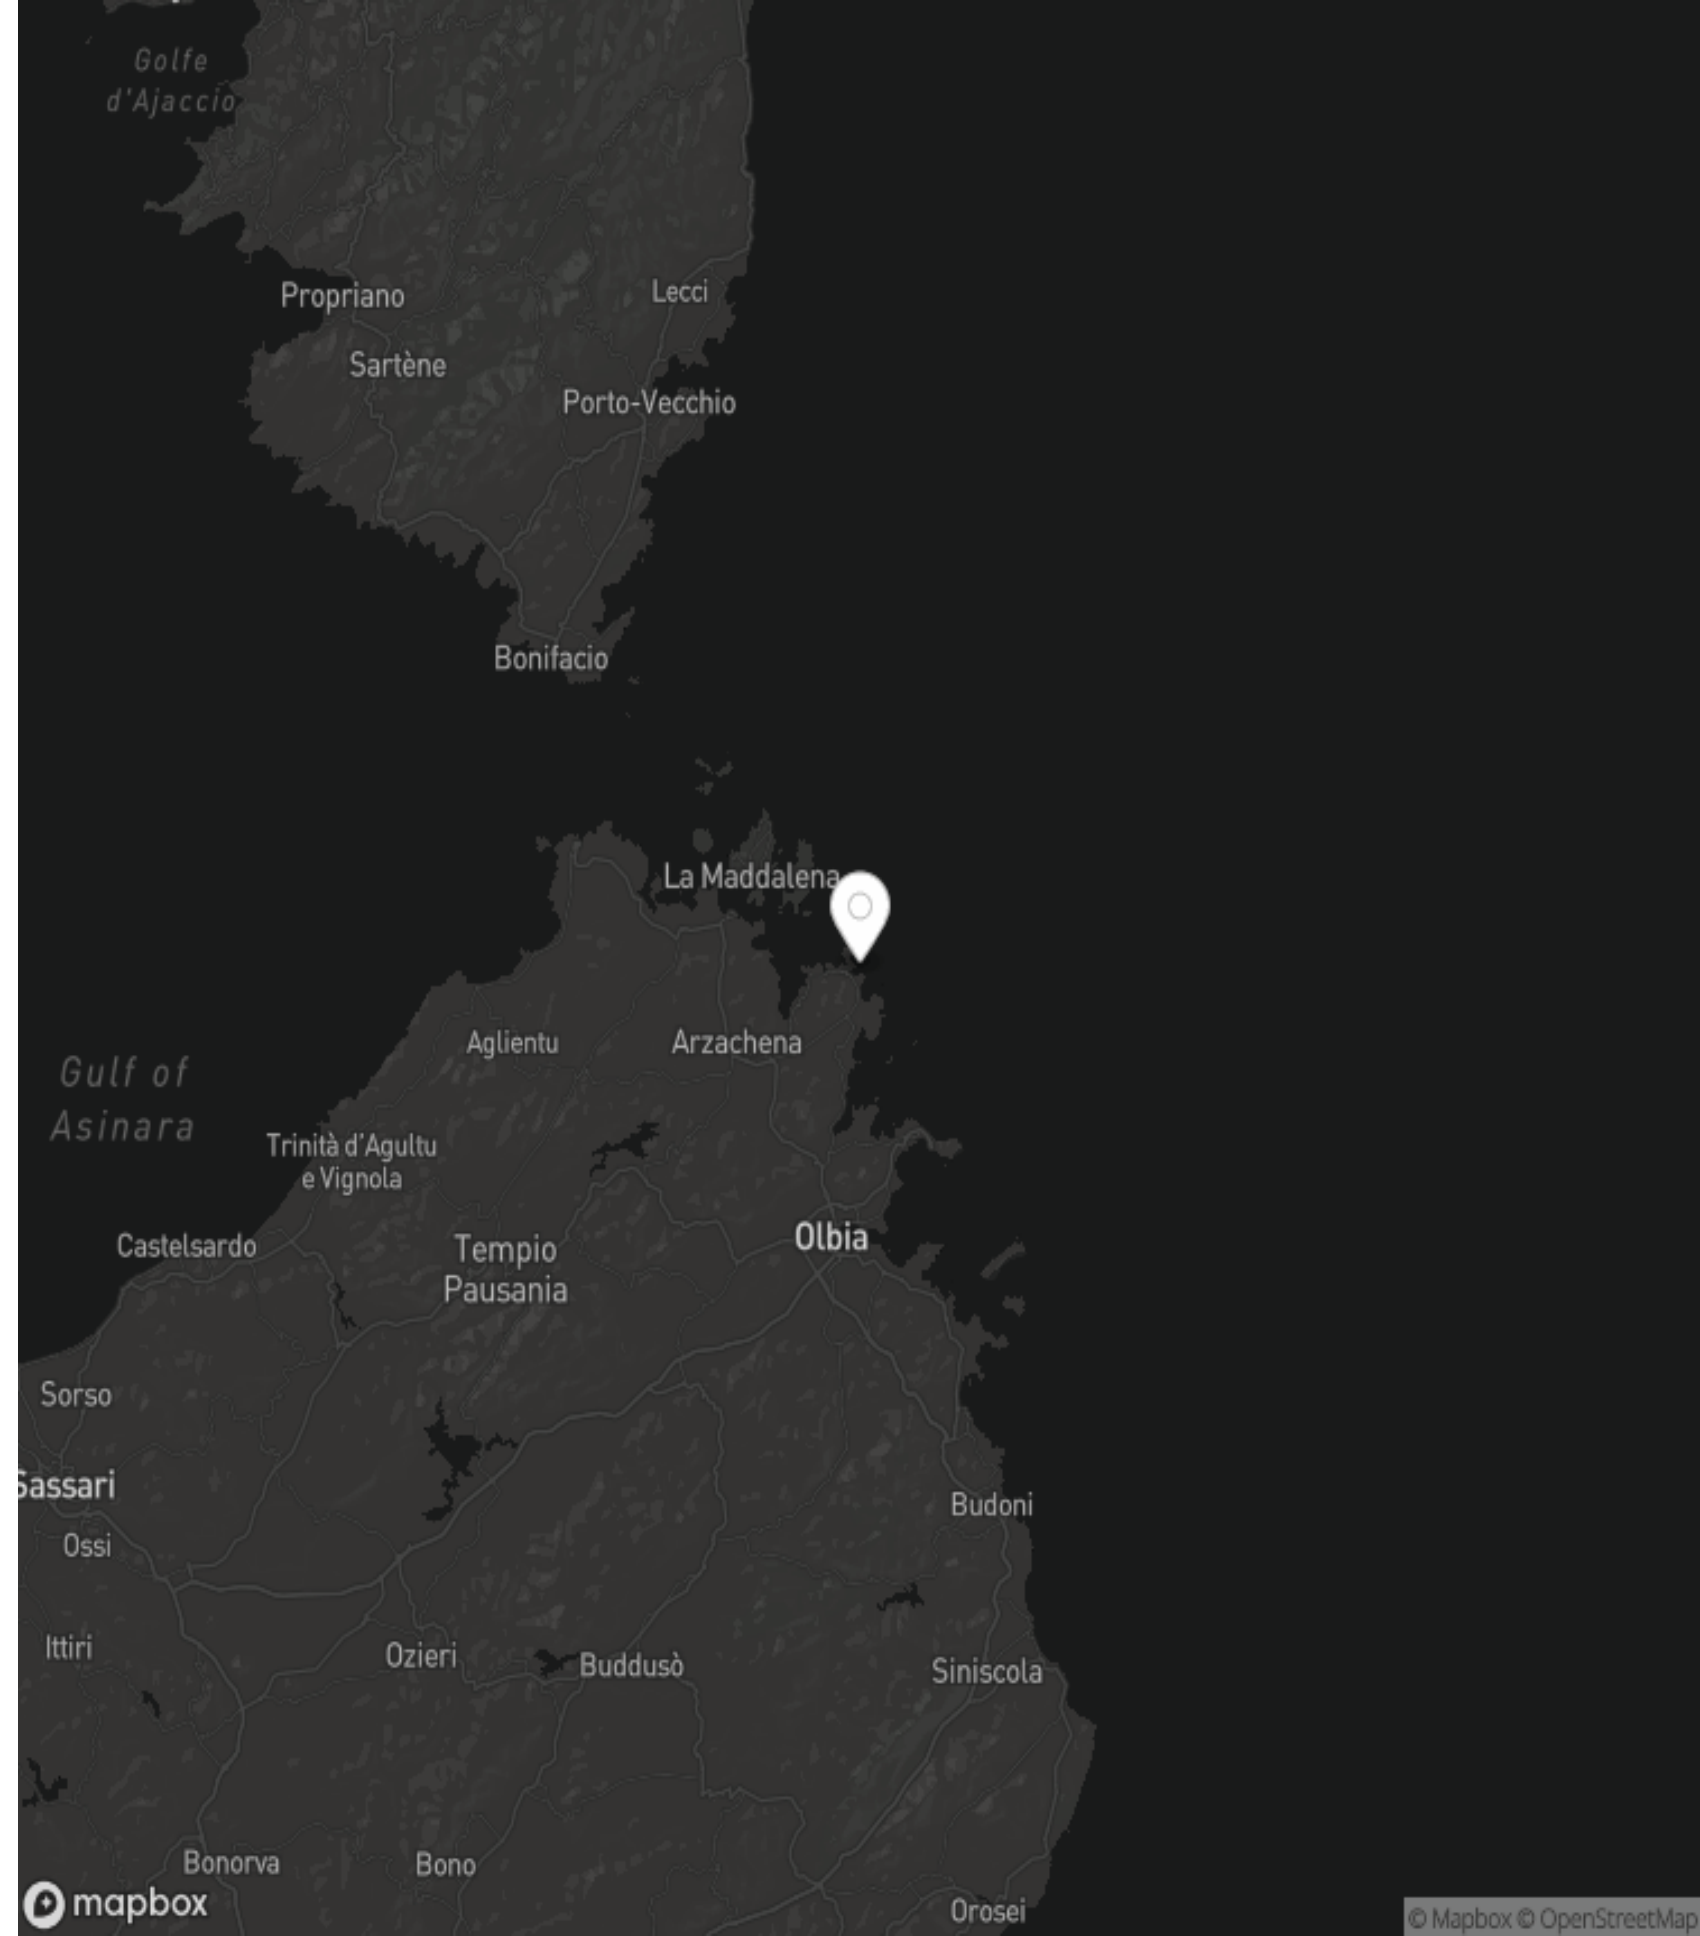 Golfe
d'Ajaccio
Propriano
Lecci
Sartène
Porto-Vecchio
Bonifacio
La Maddalena
Aglientu
Arzachena
Gulf of
Asinara
Trinità d'Agultu
e Vignola
Castelsardo
Tempio
Pausania
Olbia
Sorso
Sassari
Budoni
Ossi
Ittiri
Ozieri
Buddusò
Siniscola
Bonorva
Bono
mapbox
Orosei
© Mapbox © OpenStreetMap